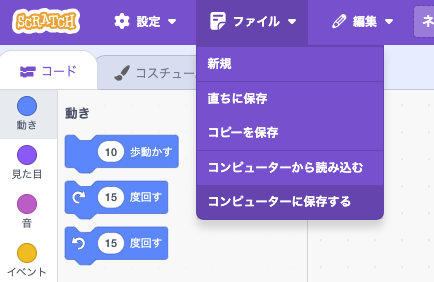 SCRATCH 設定 ファイル 編集 ネ
コード コスチュー
新規
直ちに保存
コピーを保存
コンピューターから読み込む
コンピューターに保存する
動き
見た目
音
イベント
動き
10 歩動かす
15 度回す
15 度回す